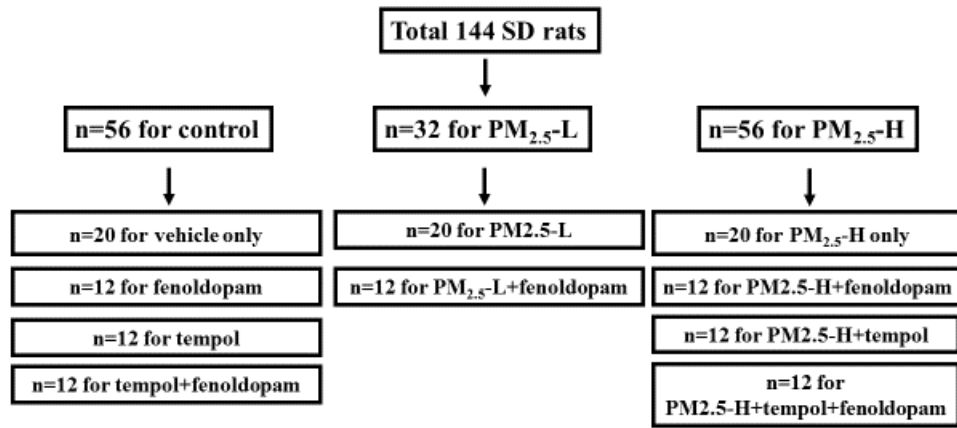 Total 144 SD rats
n=56 for control
n=32 for PM₂.₅-L
n=56 for PM₂.₅-H
n=20 for vehicle only
n=12 for fenoldopam
n=12 for tempol
n=12 for tempol+fenoldopam
n=20 for PM2.5-L
n=12 for PM₂.₅-L+fenoldopam
n=20 for PM₂.₅-H only
n=12 for PM2.5-H+fenoldopam
n=12 for PM2.5-H+tempol
n=12 for
PM2.5-H+tempol+fenoldopam